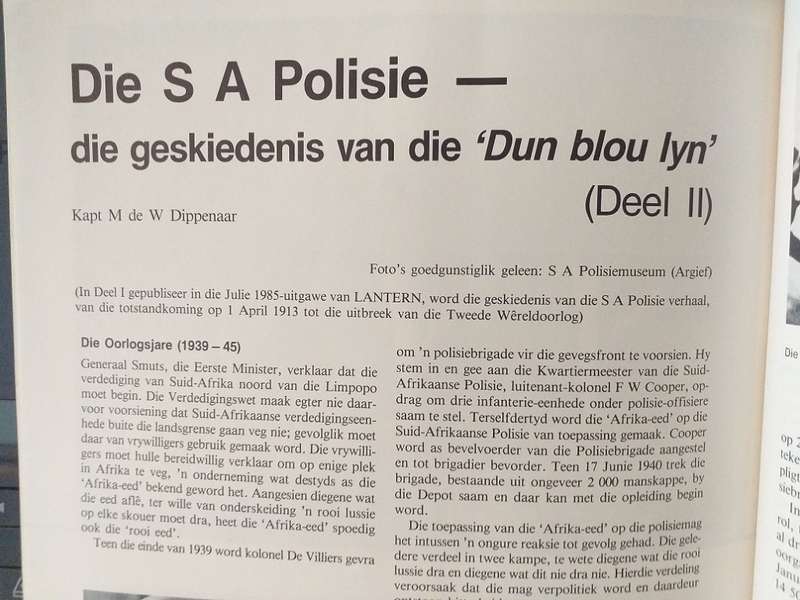 Die S A Polisie —
die geskiedenis van die ‘Dun blou lyn’
(Deel II)
Kapt M de W Dippenaar
Foto’s goedgunstiglik geleen: S A Polisiemuseum (Argief)
(In Deel I gepubliseer in die Julie 1985-uitgawe van LANTERN, word die geskiedenis van die S A Polisie verhaal,
van die totstandkoming op 1 April 1913 tot die uitbreek van die Tweede Wêreldoorlog)
Die Oorlogsjare (1939 – 45)
Generaal Smuts, die Eerste Minister, verklaar dat die
verdediging van Suid-Afrika noord van die Limpopo
moet begin. Die Verdedigingswet maak egter nie daar-
voor voorsiening dat Suid-Afrikaanse verdedigingseen-
hede buite die landsgrense gaan veg nie; gevolglik moet
daar van vrywilligers gebruik gemaak word. Die vrywilli-
gers moet hulle bereidwillig verklaar om op enige plek
in Afrika te veg, ’n onderneming wat destyds as die
‘Afrika-eed’ bekend geword het. Aangesien diegene wat
die eed aflê, ter wille van onderskeiding ’n rooi lussie
op elke skouer moet dra, heet die ‘Afrika-eed’ spoedig
ook die ‘rooi eed’.
Teen die einde van 1939 word kolonel De Villiers gevra
om ’n polisiebrigade vir die gevegsfront te voorsien. Hy
stem in en gee aan die Kwartiermeester van die Suid-
Afrikaanse Polisie, luitenant-kolonel F W Cooper, op-
drag om drie infanterie-eenhede onder polisie-offisiere
saam te stel. Terselfdertyd word die ‘Afrika-eed’ op die
Suid-Afrikaanse Polisie van toepassing gemaak. Cooper
word as bevelvoerder van die Polisiebrigade aangestel
en tot brigadier bevorder. Teen 17 Junie 1940 trek die
brigade, bestaande uit ongeveer 2 000 manskappe, by
die Depot saam en daar kan met die opleiding begin
word.
Die toepassing van die ‘Afrika-eed’ op die polisiemag
het intussen ’n ongure reaksie tot gevolg gehad. Die gele-
dere verdeel in twee kampe, te wete diegene wat die rooi
lussie dra en diegene wat dit nie dra nie. Hierdie verdeling
veroorsaak dat die mag verpolitiek word en daardeur
Die
op 2
teke
pligt
siebr
In
rol,
al dr
oorg
Janu
14 50